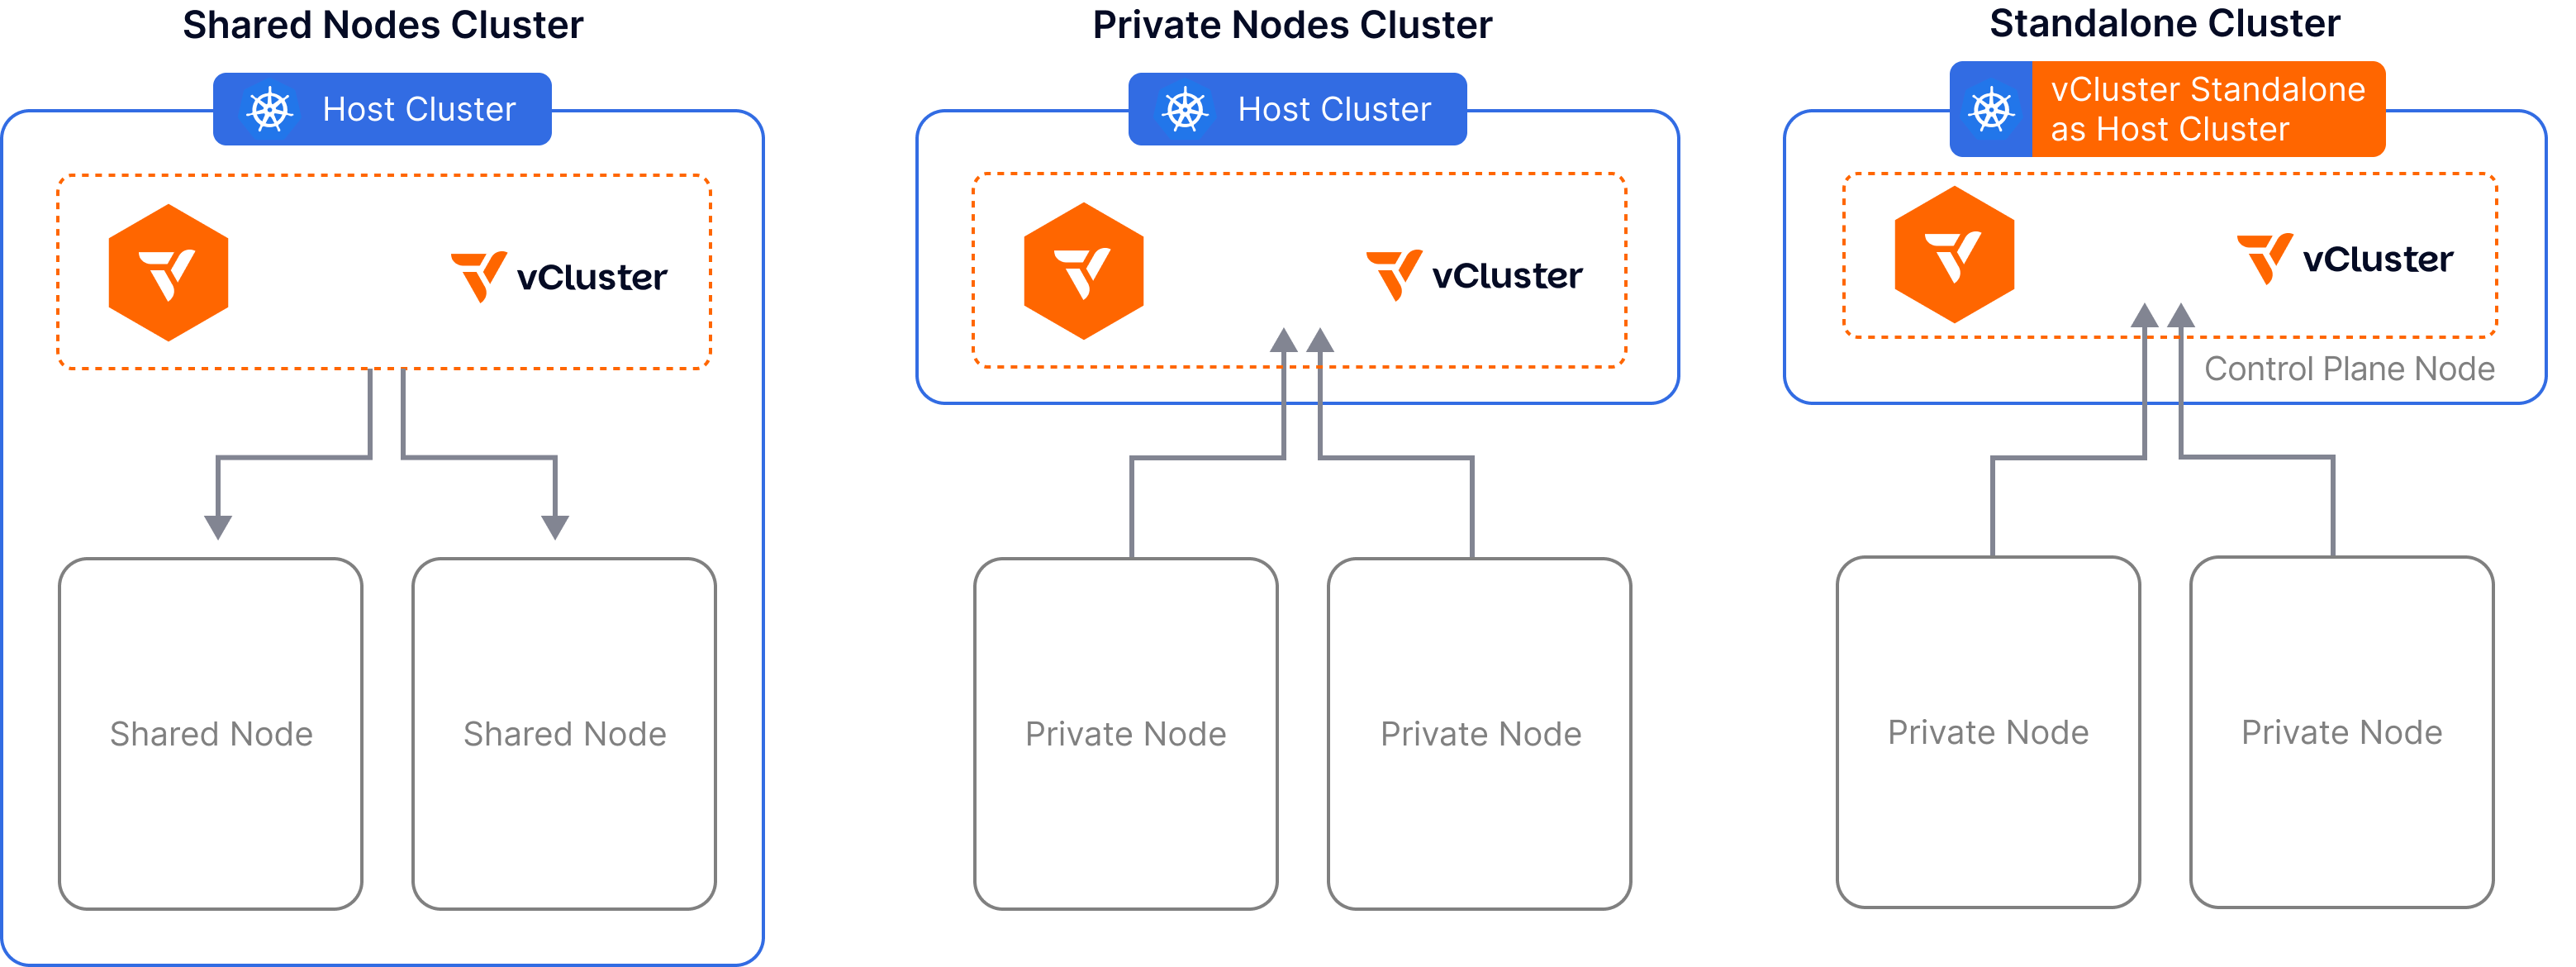 Shared Nodes Cluster
Host Cluster
vCluster
Shared Node
Shared Node
Private Nodes Cluster
Host Cluster
vCluster
Private Node
Private Node
Standalone Cluster
vCluster Standalone
as Host Cluster
vCluster
Control Plane Node
Private Node
Private Node